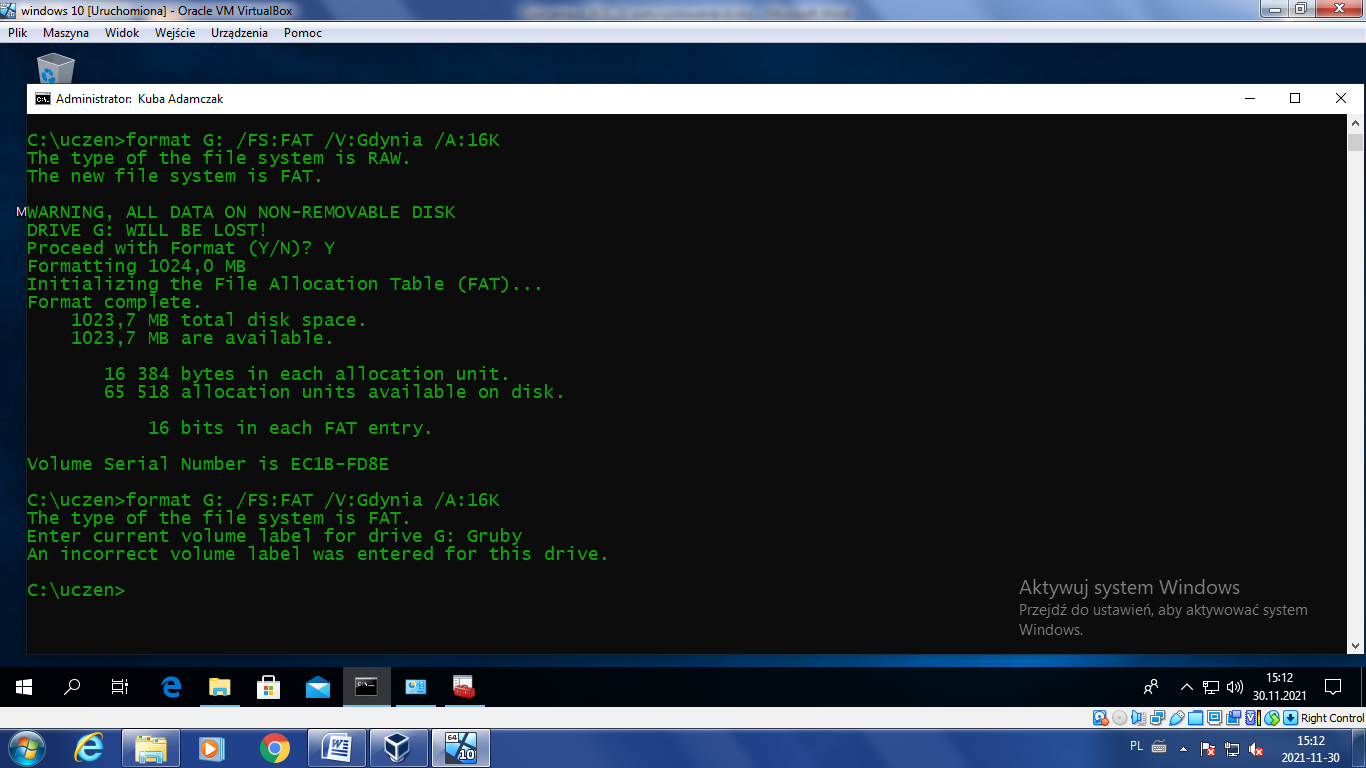 windows 10 [Uruchomiona] - Oracle VM VirtualBox
Plik Maszyna Widok Wejście Urządzenia Pomoc
Administrator: Kuba Adamczak
C:\uczen>format G: /FS:FAT /V:Gdynia /A:16K
The type of the file system is RAW.
The new file system is FAT.
M
WARNING, ALL DATA ON NON-REMOVABLE DISK
DRIVE G: WILL BE LOST!
Proceed with Format (Y/N)? Y
Formatting 1024,0 MB
Initializing the File Allocation Table (FAT)...
Format complete.
1023,7 MB total disk space.
1023,7 MB are available.
16 384 bytes in each allocation unit.
65 518 allocation units available on disk.
16 bits in each FAT entry.
Volume Serial Number is EC1B-FD8E
C:\uczen>format G: /FS:FAT /V:Gdynia /A:16K
The type of the file system is FAT.
Enter current volume label for drive G: Gruby
An incorrect volume label was entered for this drive.
C:\uczen>
Aktywuj system Windows
Przejdź do ustawień, aby aktywować system
Windows.
15:12
30.11.2021
Right Control
64
10
PL
15:12
2021-11-30